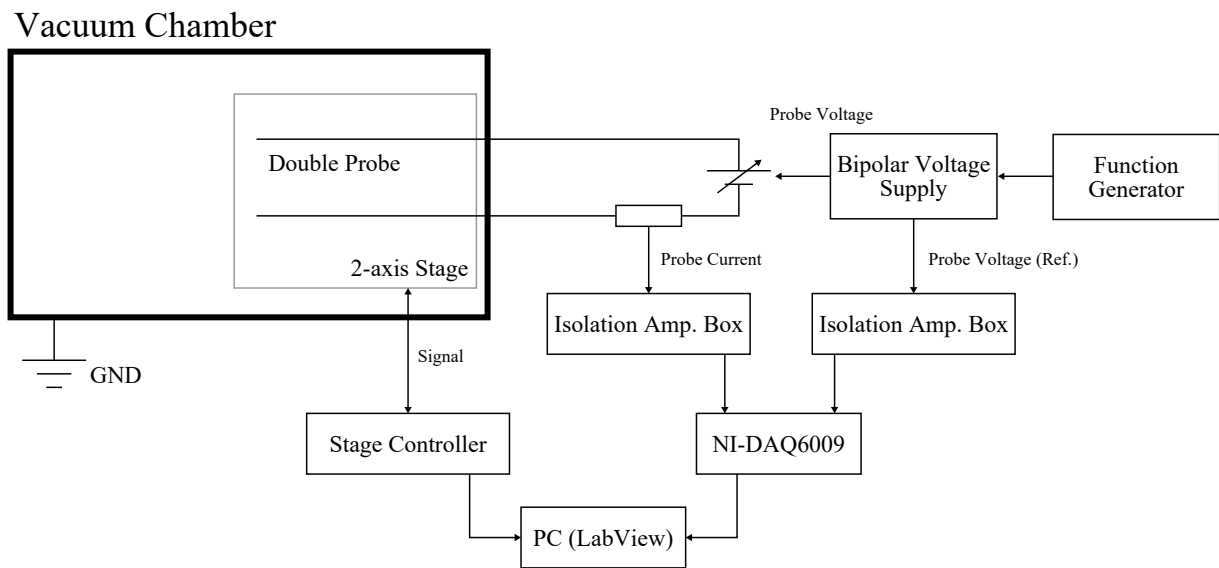 Vacuum Chamber
Probe Voltage
Double Probe
Bipolar Voltage
Supply
Function
Generator
2-axis Stage
Probe Current
Probe Voltage (Ref.)
Isolation Amp. Box
Isolation Amp. Box
Signal
GND
Stage Controller
NI-DAQ6009
PC (LabView)